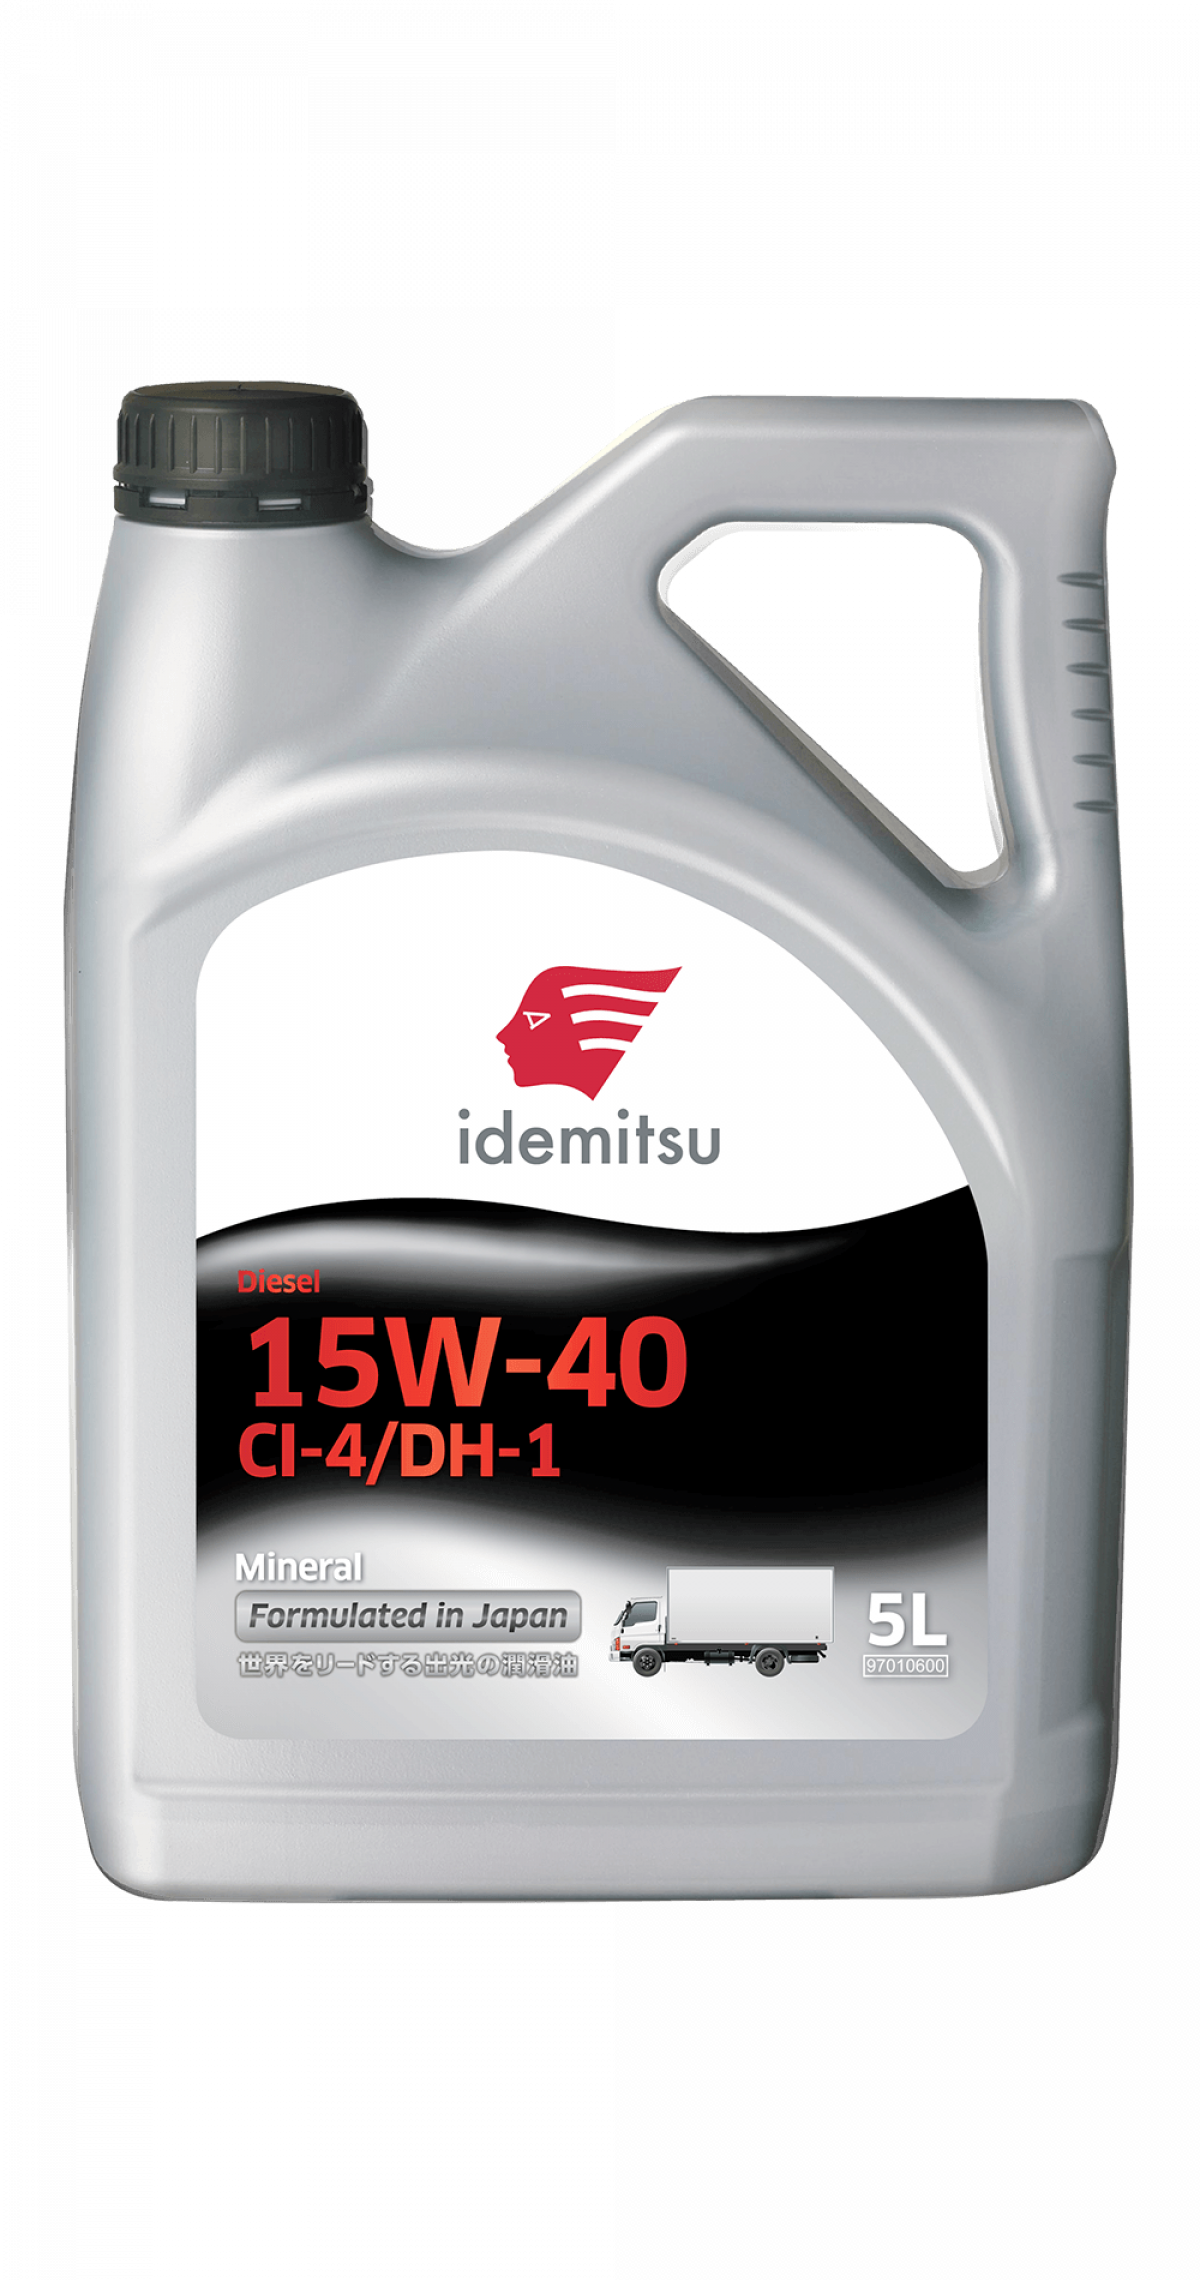 idemitsu
Diesel
15W-40
CI-4/DH-1
Mineral
Formulated in Japan
世界をリードする出光の潤滑油
5L
97010600